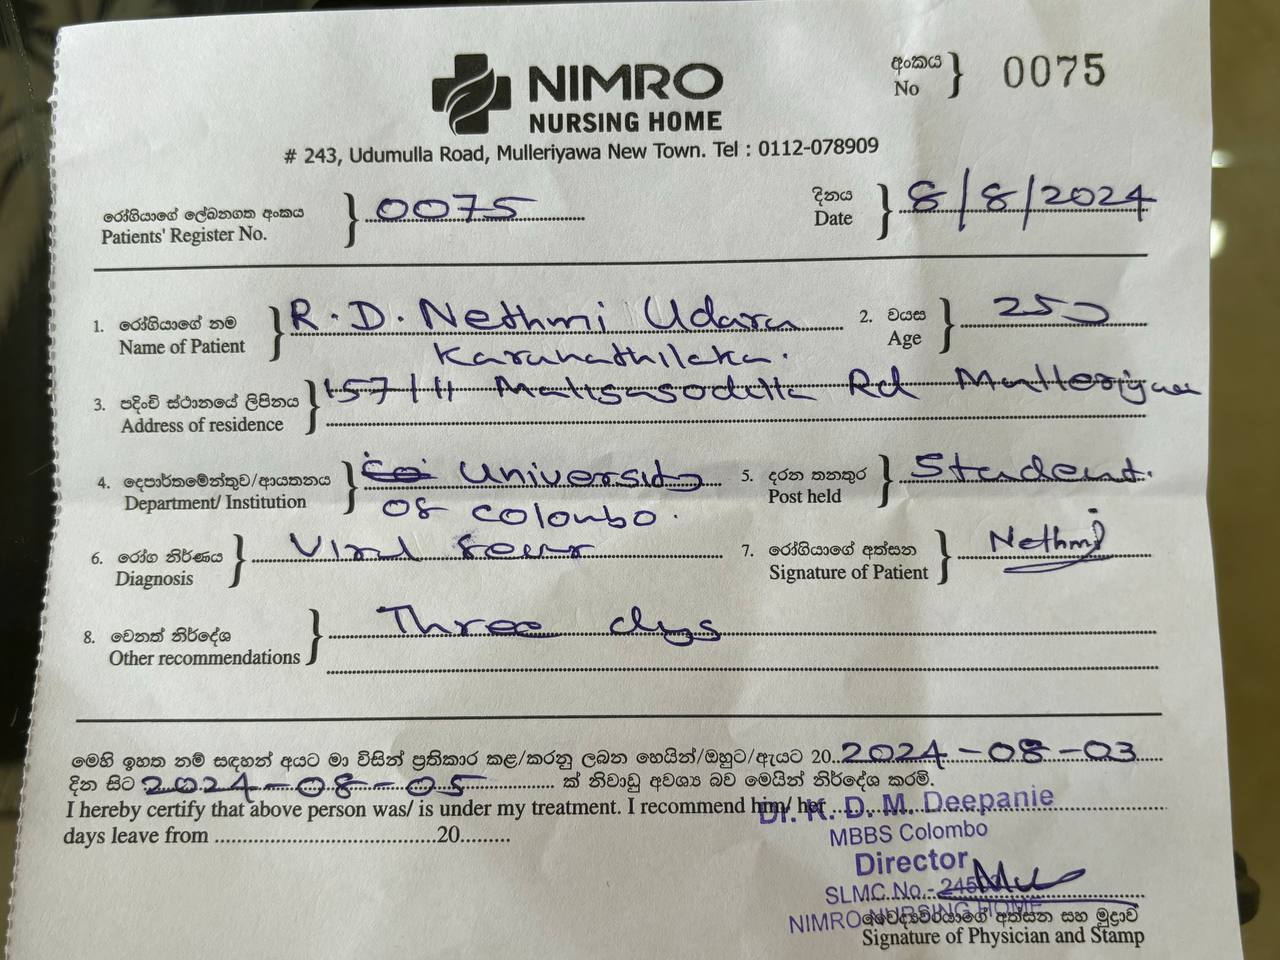 NIMRO
NURSING HOME
අංකය
No } 0075
# 243, Udumulla Road, Mulleriyawa New Town. Tel : 0112-078909
රෝගියාගේ ලේඛනගත අංකය
Patients' Register No. } 0075
දිනය
Date } 8/8/2024
1. රෝගියාගේ නම
Name of Patient } R. D. Nethmi Udara
Karunathilaka.
2. වයස
Age } 25
3. පදිංචි ස්ථානයේ ලිපිනය
Address of residence } 157/H Rd
4. දෙපාර්තමේන්තුව/ආයතනය
Department/ Institution } University
of Colombo.
5. දරන තනතුර
Post held } Student.
6. රෝග නිර්ණය
Diagnosis } Viral fever
7. රෝගියාගේ අත්සන
Signature of Patient } Nethmi
8. වෙනත් නිර්දේශ
Other recommendations } Three dys
මෙහි ඉහත නම් සඳහන් අයට මා විසින් ප්‍රතිකාර කළ/කරනු ලබන හෙයින්/ඔහුට/ඇයට 20..2024-08-03
දින සිට 2024-08-05 ක් නිවාඩු අවශ්‍ය බව මෙයින් නිර්දේශ කරමි.
I hereby certify that above person was/ is under my treatment. I recommend him/ her
days leave from ......................................20.........
Dr. K. D. M. Deepanie
MBBS Colombo
Director
SLMC.No.-
NIMRO NURSING HOME
වෛද්‍යවරයාගේ අත්සන සහ මුද්‍රාව
Signature of Physician and Stamp